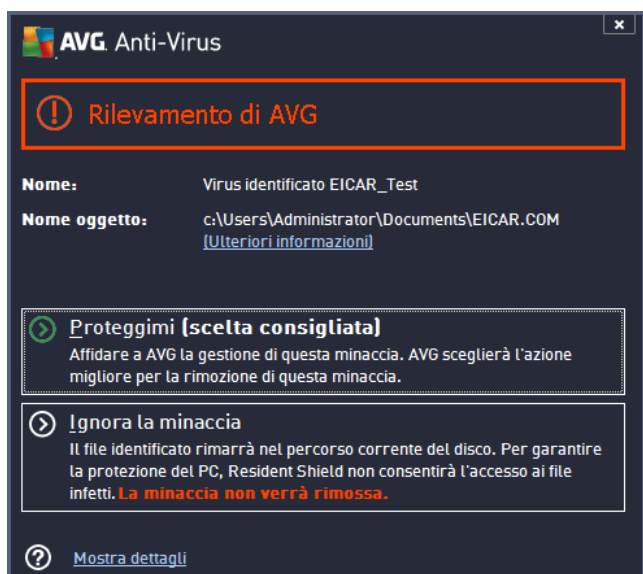 AVG. Anti-Virus
Rilevamento di AVG
Nome: Virus identificato EICAR_Test
Nome oggetto: c:\Users\Administrator\Documents\EICAR.COM
(Ulteriori informazioni)
Proteggimi (scelta consigliata)
Affidare a AVG la gestione di questa minaccia. AVG sceglierà l'azione
migliore per la rimozione di questa minaccia.
Ignora la minaccia
Il file identificato rimarrà nel percorso corrente del disco. Per garantire
la protezione del PC, Resident Shield non consentirà l'accesso ai file
infetti. La minaccia non verrà rimossa.
Mostra dettagli